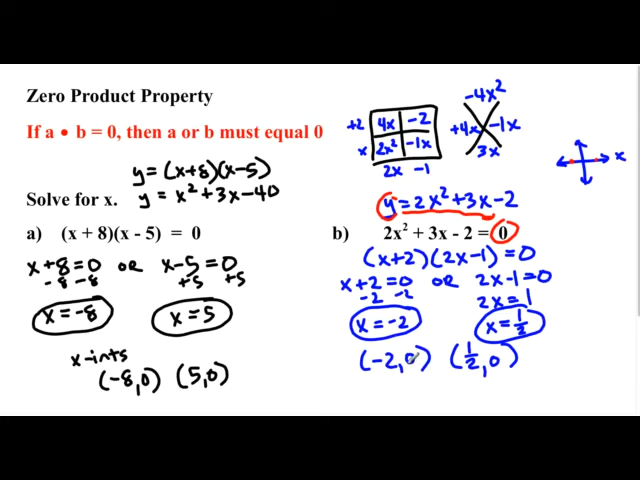 Zero Product Property
If a • b = 0, then a or b must equal 0
y = (x+8)(x-5)
y = x² + 3x - 40
Solve for x.
a) (x + 8)(x - 5) = 0
x+8=0 or x-5=0
-8 -8 +5 +5
x = -8 x = 5
x-ints
(-8,0) (5,0)
+2 4x -2
x 2x² -1x
2x -1
-4x²
+4x -1x
3x
x
y = 2x² + 3x - 2
b) 2x² + 3x - 2 = 0
(x+2)(2x-1)=0
x+2=0 or 2x-1=0
-2 -2 2x = 1
x = -2 x = 1/2
(-2,0) (1/2,0)